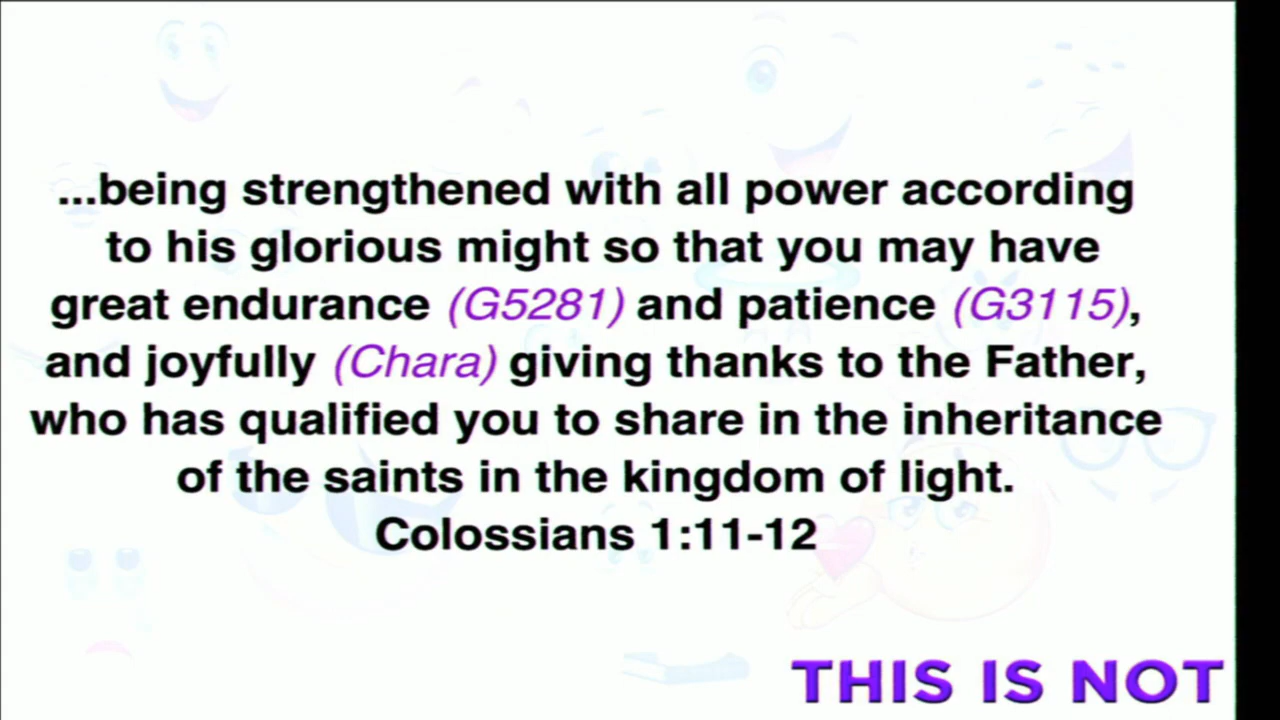 ...being strengthened with all power according
to his glorious might so that you may have
great endurance (G5281) and patience (G3115),
and joyfully (Chara) giving thanks to the Father,
who has qualified you to share in the inheritance
of the saints in the kingdom of light.
Colossians 1:11-12
THIS IS NOT